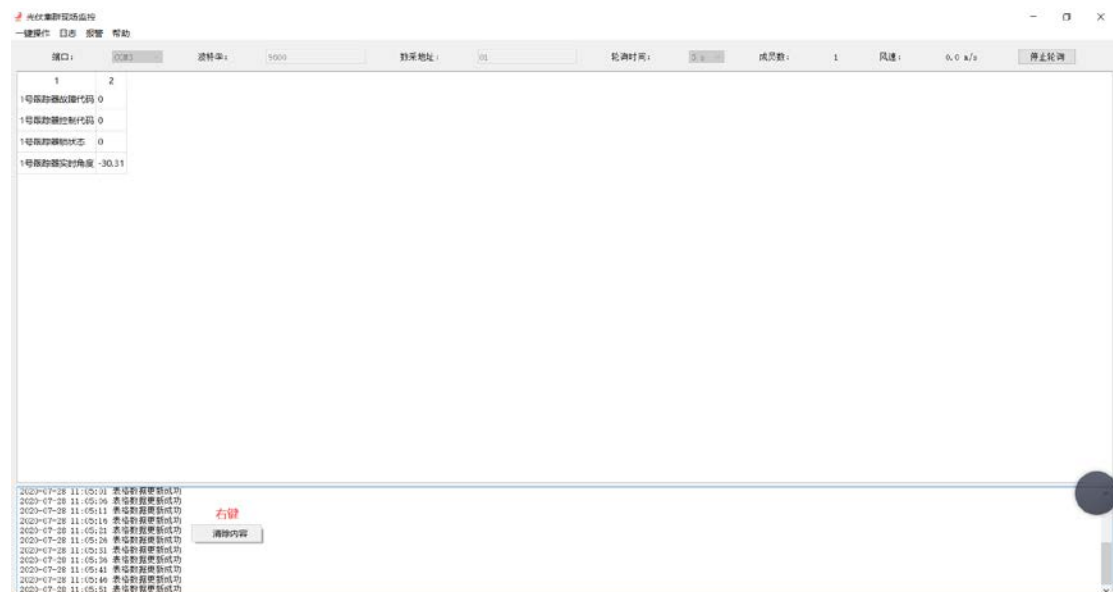 光伏集群现场监控
一键操作 日志 报警 帮助
端口: COM3 波特率: 9600 数采地址: 01 轮询时间: 5 s 成员数: 1 风速: 0.0 m/s 停止轮询
1 2
1号跟踪器故障代码 0
1号跟踪器控制代码 0
1号跟踪器锁状态 0
1号跟踪器实时角度 -30.31
2020-07-28 11:05:01 表格数据更新成功
2020-07-28 11:05:06 表格数据更新成功
2020-07-28 11:05:11 表格数据更新成功
右键
2020-07-28 11:05:16 表格数据更新成功
2020-07-28 11:05:21 表格数据更新成功
清除内容
2020-07-28 11:05:26 表格数据更新成功
2020-07-28 11:05:31 表格数据更新成功
2020-07-28 11:05:36 表格数据更新成功
2020-07-28 11:05:41 表格数据更新成功
2020-07-28 11:05:46 表格数据更新成功
2020-07-28 11:05:51 表格数据更新成功